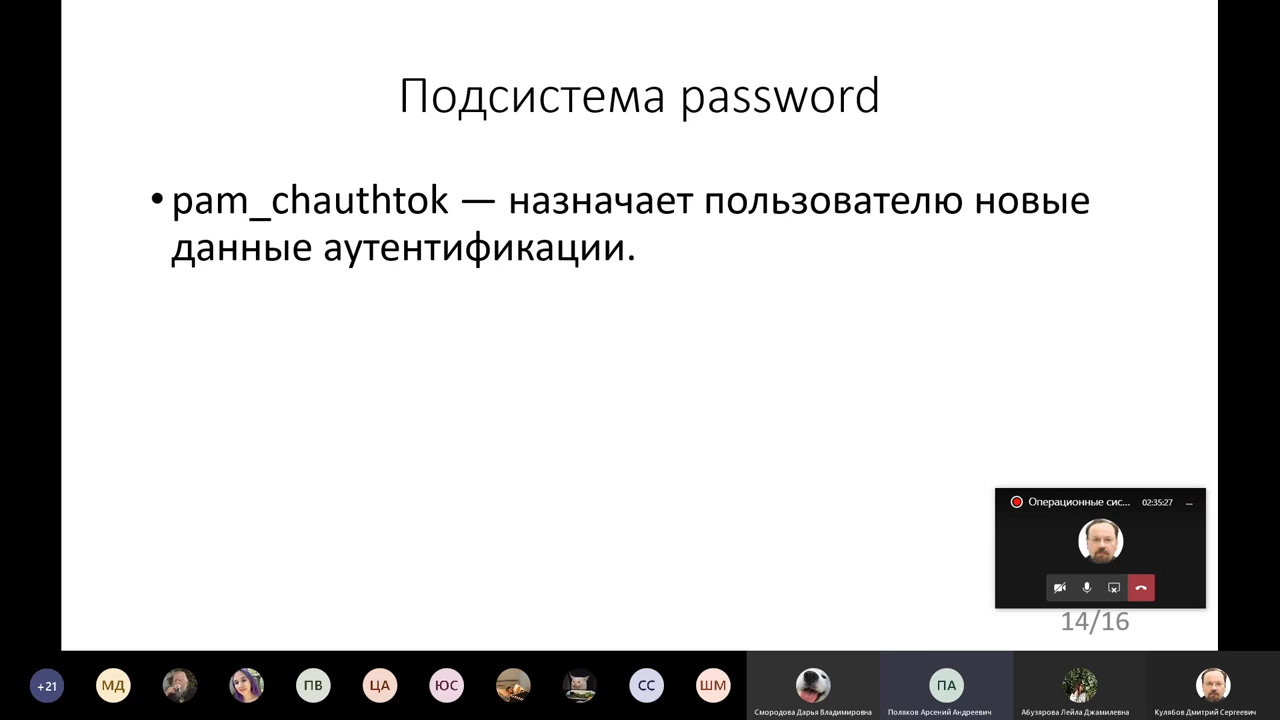 Подсистема password
• pam_chauthtok — назначает пользователю новые
данные аутентификации.
Операционные сис... 02:35:27
14/16
+21 МД ПВ ЦА ЮС СС ШМ ПА
Смородова Дарья Владимировна Поляков Арсений Андреевич Абузярова Лейла Джамилевна Кулябов Дмитрий Сергеевич